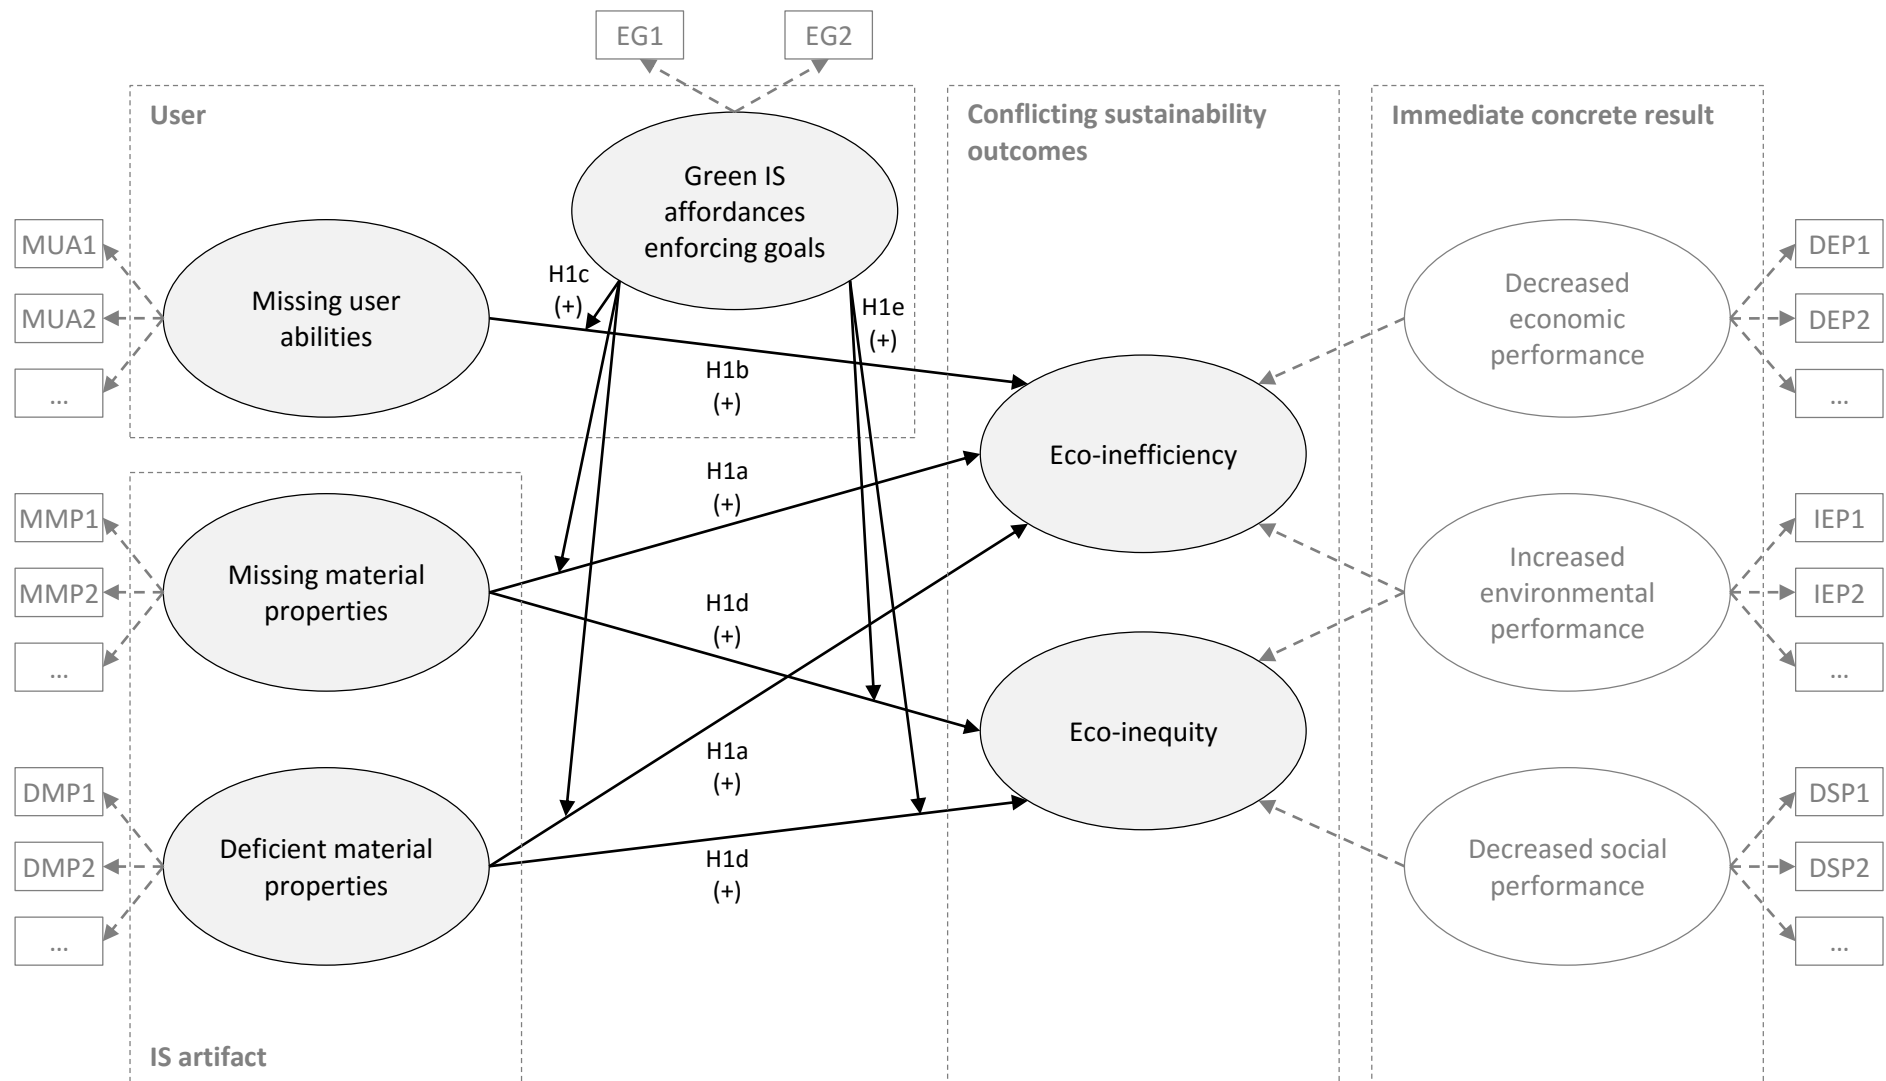 EG1
EG2
User
Conflicting sustainability
outcomes
Immediate concrete result
Green IS
affordances
enforcing goals
MUA1
MUA2
...
Missing user
abilities
H1c
(+)
H1e
(+)
H1b
(+)
Decreased
economic
performance
DEP1
DEP2
...
Eco-inefficiency
H1a
(+)
MMP1
MMP2
...
Missing material
properties
H1d
(+)
Increased
environmental
performance
IEP1
IEP2
...
Eco-inequity
H1a
(+)
DMP1
DMP2
...
Deficient material
properties
H1d
(+)
Decreased social
performance
DSP1
DSP2
...
IS artifact